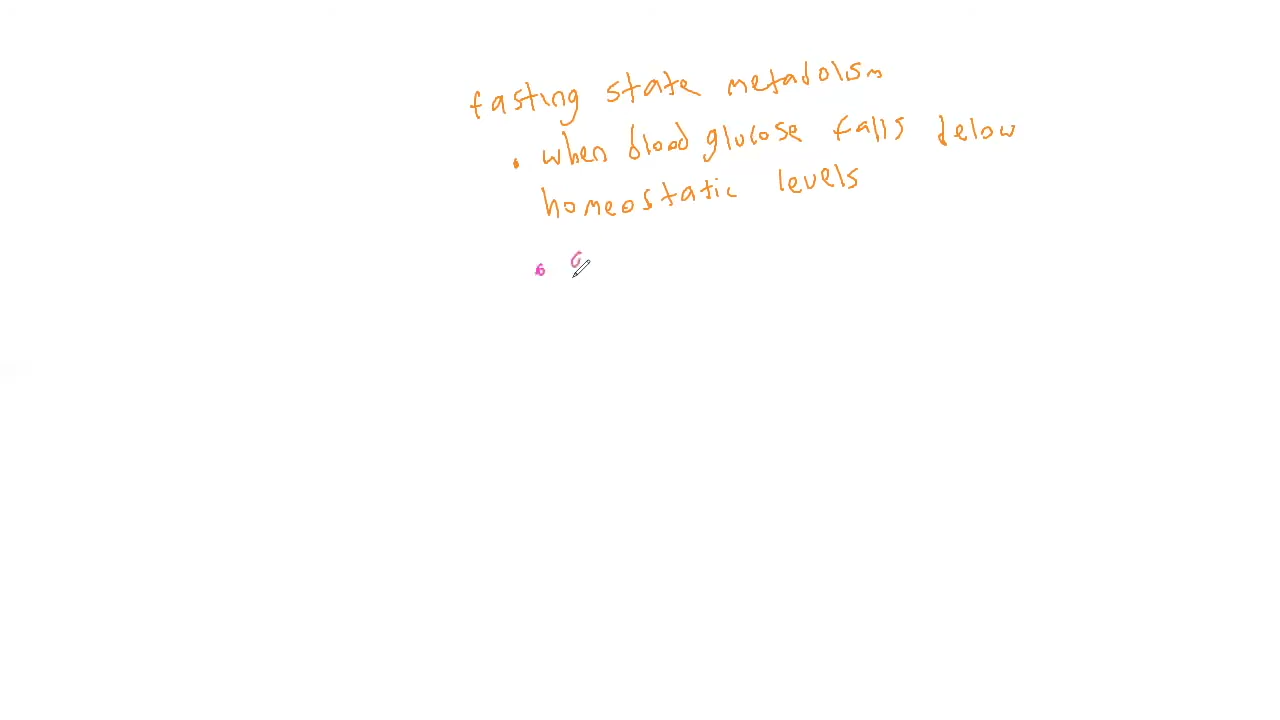 fasting state metabolism
• when blood glucose falls below
homeostatic levels
•